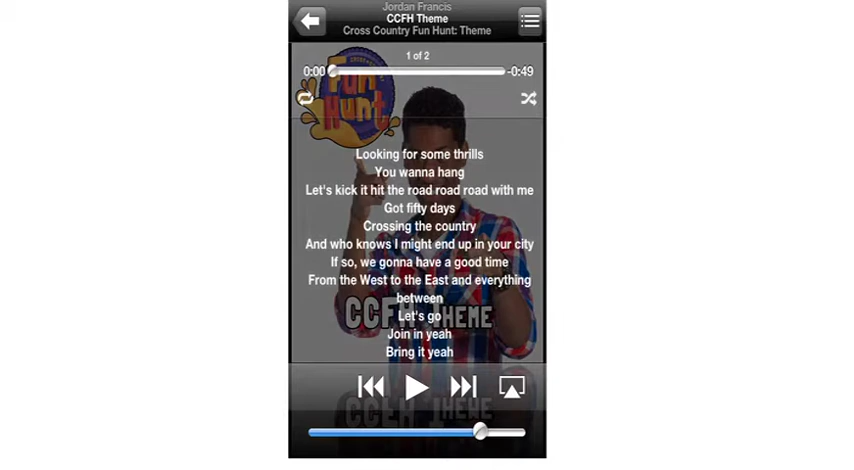 Jordan Francis
CCFH Theme
Cross Country Fun Hunt: Theme
1 of 2
0:00
-0:49
Fun
Hunt
Looking for some thrills
You wanna hang
Let's kick it hit the road road road with me
Got fifty days
Crossing the country
And who knows I might end up in your city
If so, we gonna have a good time
From the West to the East and everything
between
CCFH THEME
Let's go
Join in yeah
Bring it yeah
CCFH THEME